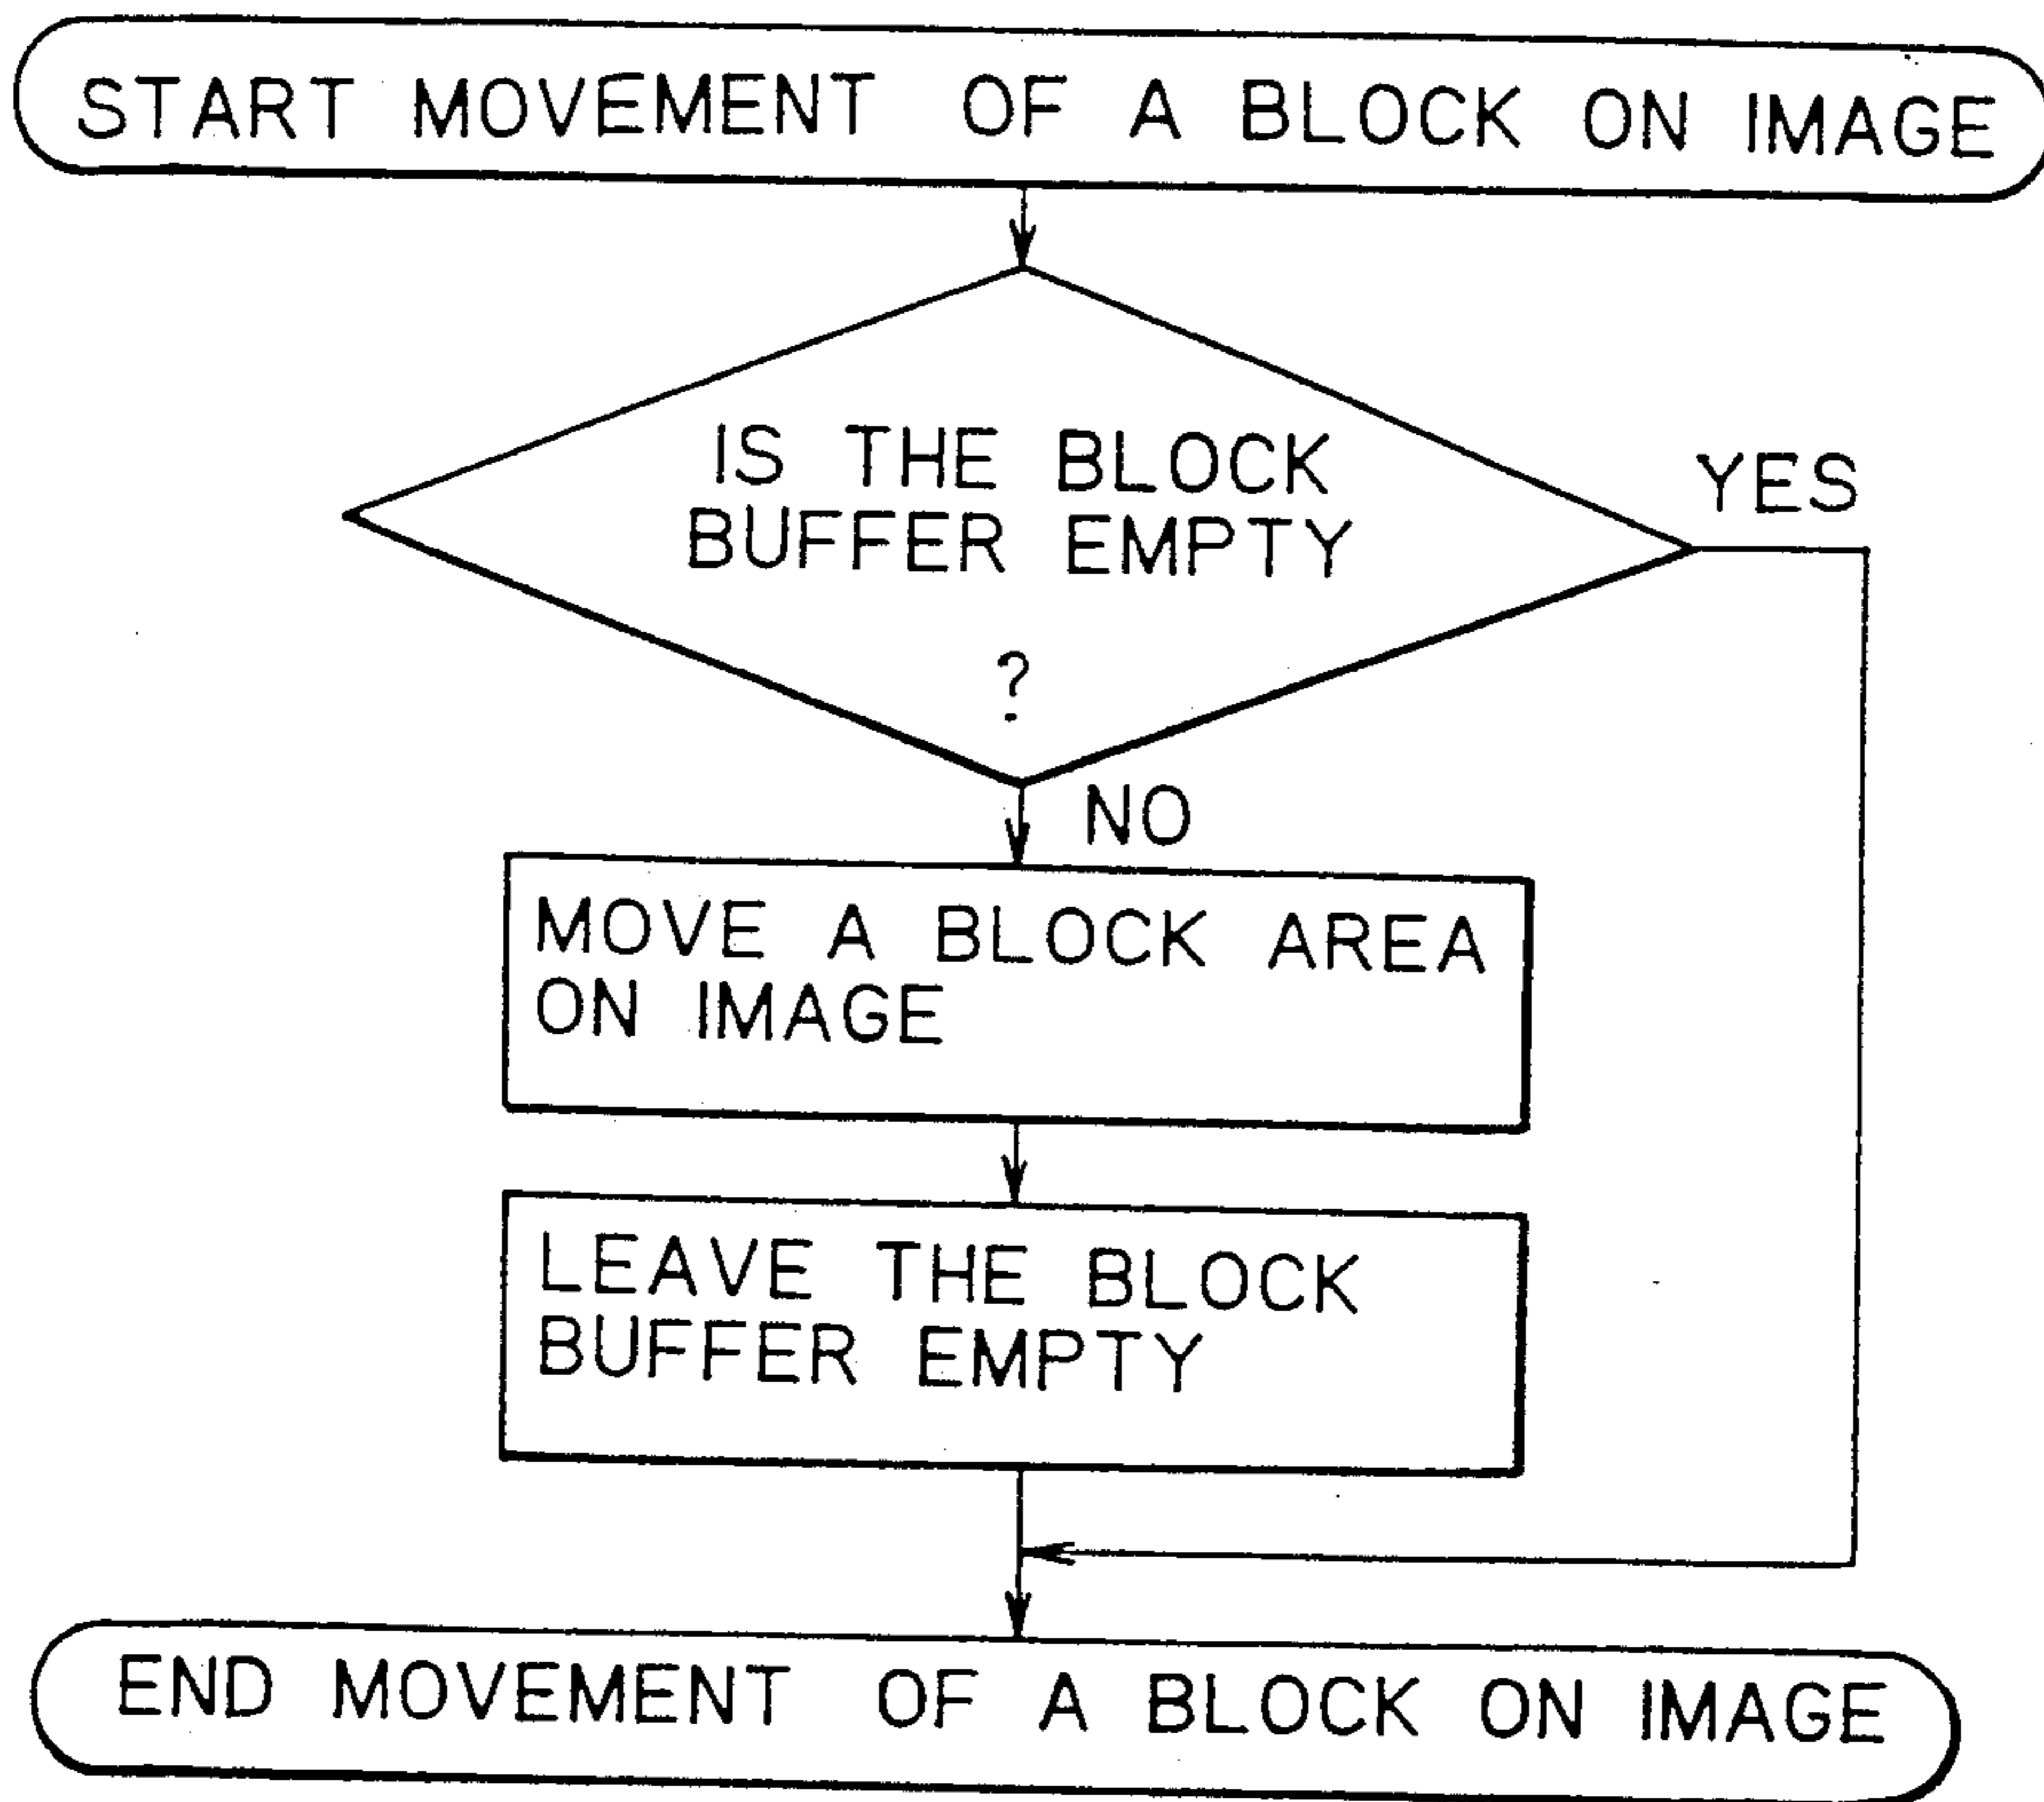 START MOVEMENT OF A BLOCK ON IMAGE
IS THE BLOCK
BUFFER EMPTY
?
YES
NO
MOVE A BLOCK AREA
ON IMAGE
LEAVE THE BLOCK
BUFFER EMPTY
END MOVEMENT OF A BLOCK ON IMAGE